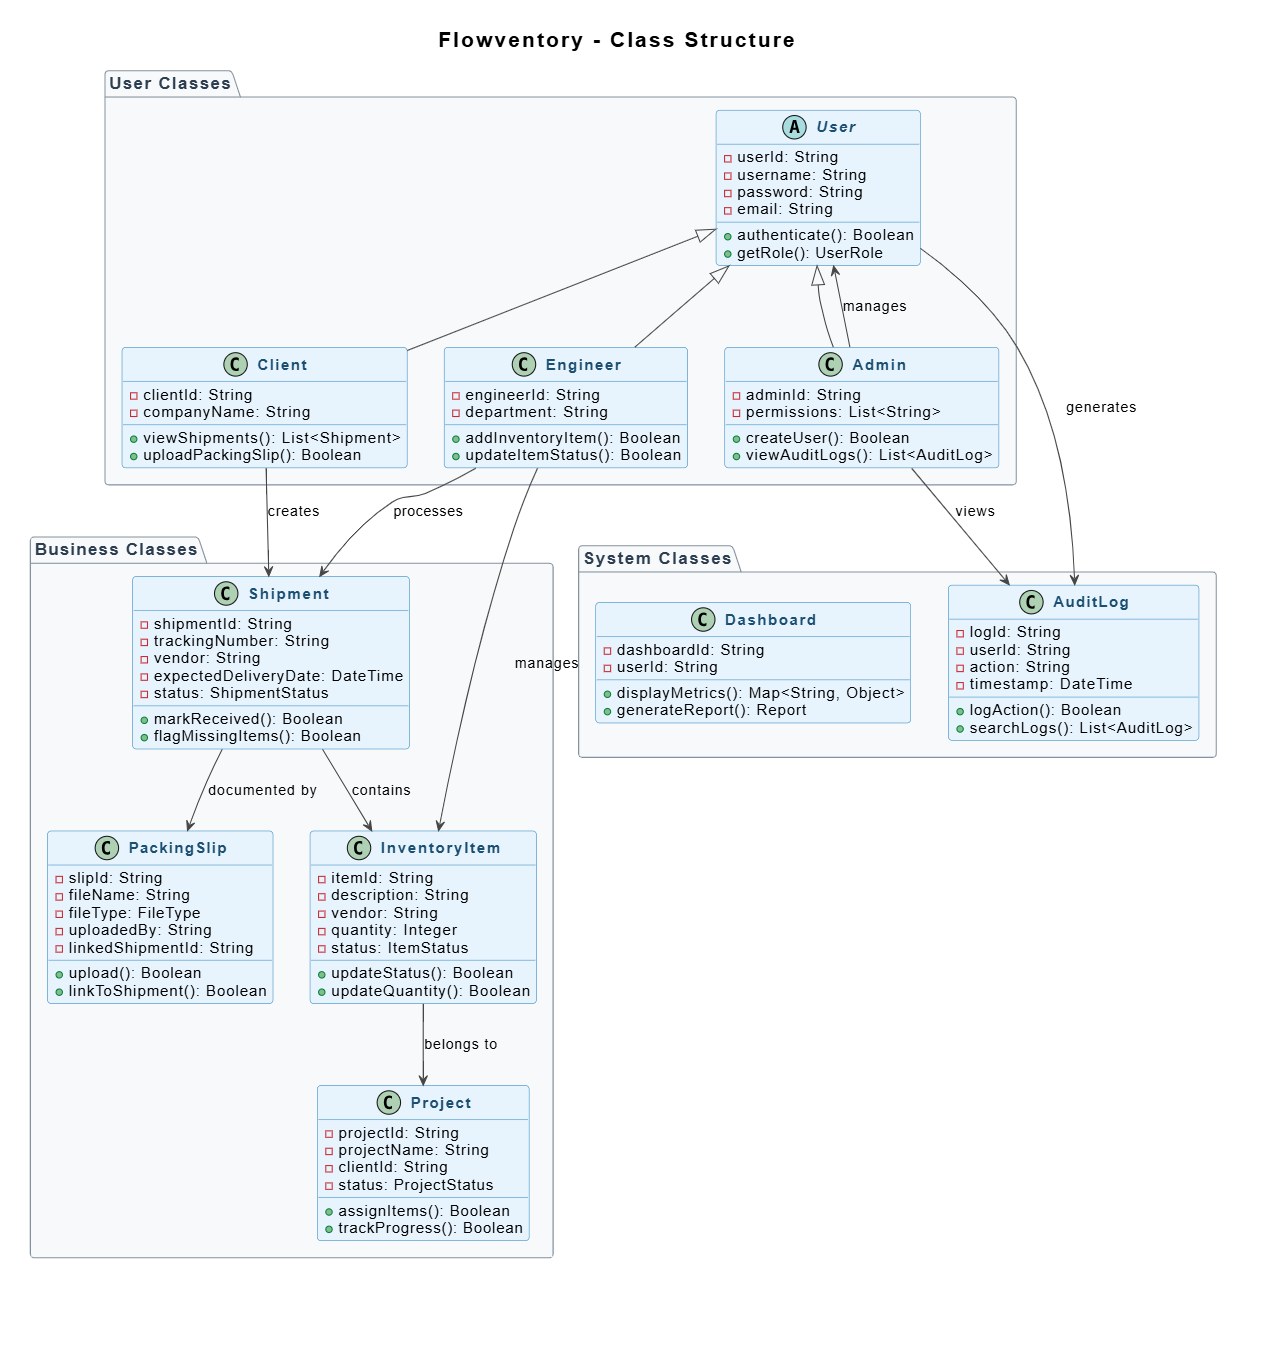 Flowventory - Class Structure
User Classes
A User
userId: String
username: String
password: String
email: String
authenticate(): Boolean
getRole(): UserRole
manages
C Client
clientId: String
companyName: String
viewShipments(): List<Shipment>
uploadPackingSlip(): Boolean
C Engineer
engineerId: String
department: String
addInventoryItem(): Boolean
updateItemStatus(): Boolean
C Admin
adminId: String
permissions: List<String>
createUser(): Boolean
viewAuditLogs(): List<AuditLog>
generates
creates
processes
views
Business Classes
C Shipment
shipmentId: String
trackingNumber: String
vendor: String
expectedDeliveryDate: DateTime
status: ShipmentStatus
markReceived(): Boolean
flagMissingItems(): Boolean
manages
System Classes
C Dashboard
dashboardId: String
userId: String
displayMetrics(): Map<String, Object>
generateReport(): Report
C AuditLog
logId: String
userId: String
action: String
timestamp: DateTime
logAction(): Boolean
searchLogs(): List<AuditLog>
documented by
contains
C PackingSlip
slipId: String
fileName: String
fileType: FileType
uploadedBy: String
linkedShipmentId: String
upload(): Boolean
linkToShipment(): Boolean
C InventoryItem
itemId: String
description: String
vendor: String
quantity: Integer
status: ItemStatus
updateStatus(): Boolean
updateQuantity(): Boolean
belongs to
C Project
projectId: String
projectName: String
clientId: String
status: ProjectStatus
assignItems(): Boolean
trackProgress(): Boolean